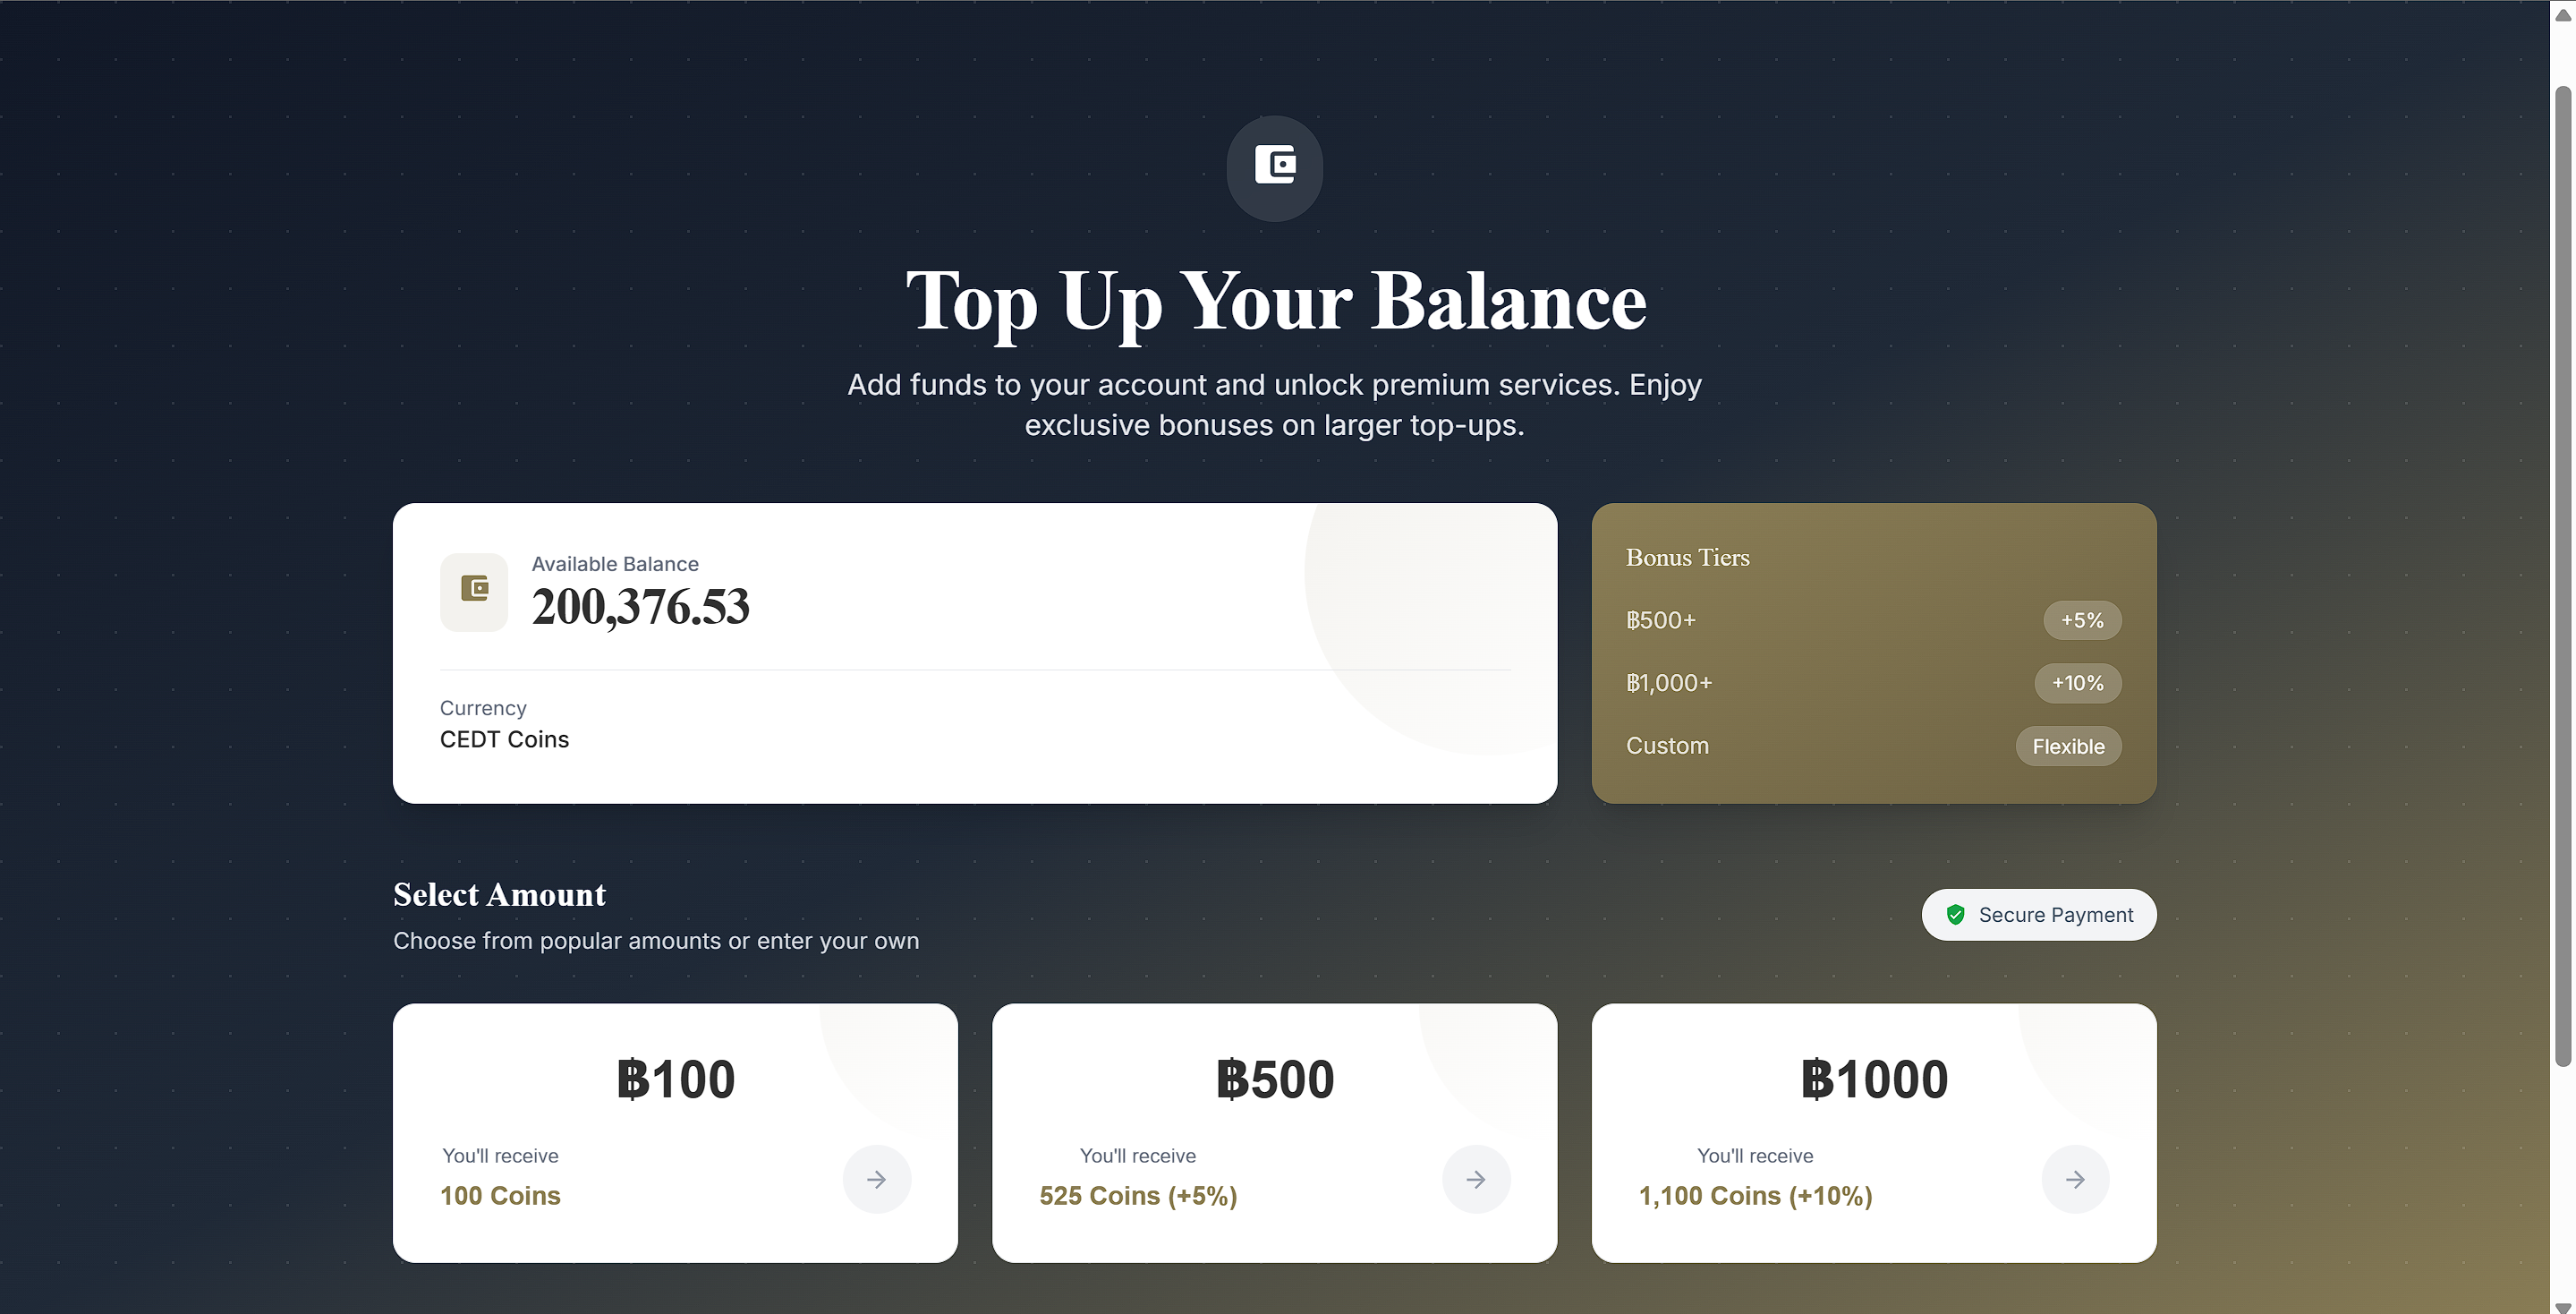 Top Up Your Balance
Add funds to your account and unlock premium services. Enjoy
exclusive bonuses on larger top-ups.
Available Balance
200,376.53
Currency
CEDT Coins
Bonus Tiers
฿500+ +5%
฿1,000+ +10%
Custom Flexible
Select Amount
Choose from popular amounts or enter your own
Secure Payment
฿100
You'll receive
100 Coins
฿500
You'll receive
525 Coins (+5%)
฿1000
You'll receive
1,100 Coins (+10%)